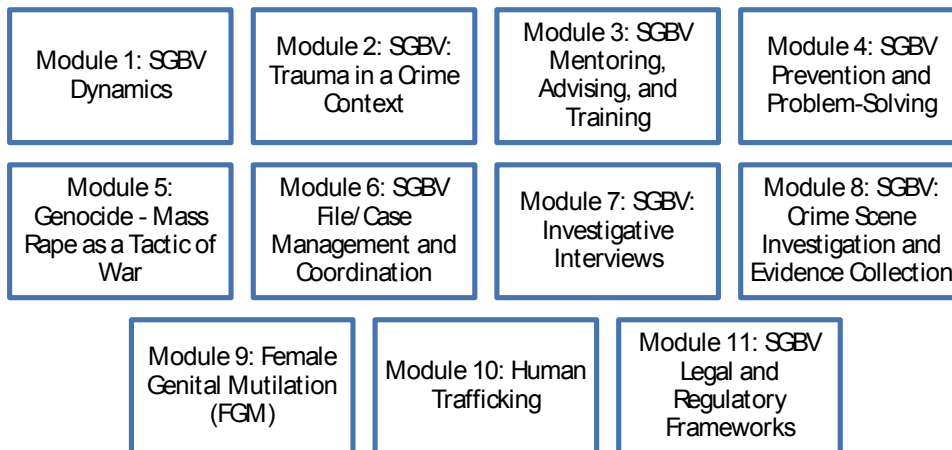 Module 1: SGBV
Dynamics
Module 2: SGBV:
Trauma in a Crime
Context
Module 3: SGBV
Mentoring,
Advising, and
Training
Module 4: SGBV
Prevention and
Problem-Solving
Module 5:
Genocide - Mass
Rape as a Tactic of
War
Module 6: SGBV
File/ Case
Management and
Coordination
Module 7: SGBV:
Investigative
Interviews
Module 8: SGBV:
Crime Scene
Investigation and
Evidence Collection
Module 9: Female
Genital Mutilation
(FGM)
Module 10: Human
Trafficking
Module 11: SGBV
Legal and
Regulatory
Frameworks